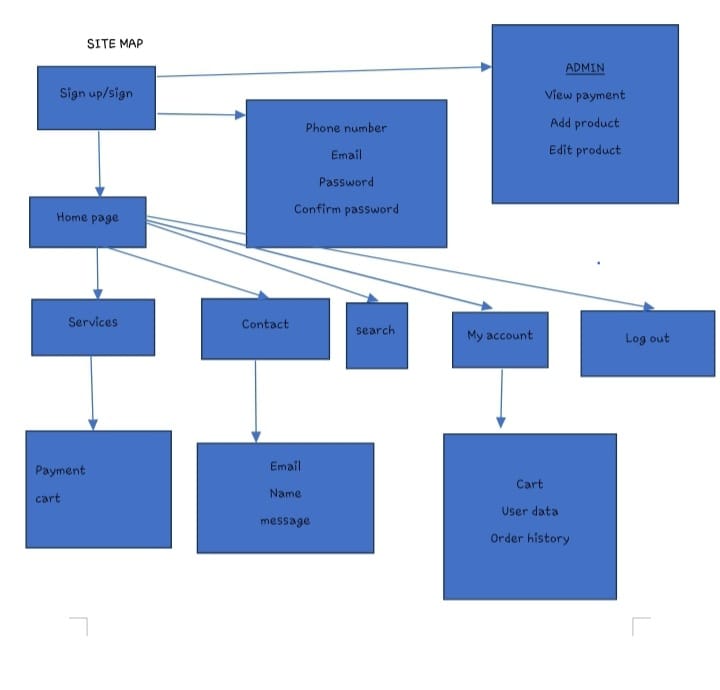 SITE MAP
Sign up/sign
ADMIN
View payment
Add product
Edit product
Phone number
Email
Password
Confirm password
Home page
Services
Contact
search
My account
Log out
Payment
cart
Email
Name
message
Cart
User data
Order history